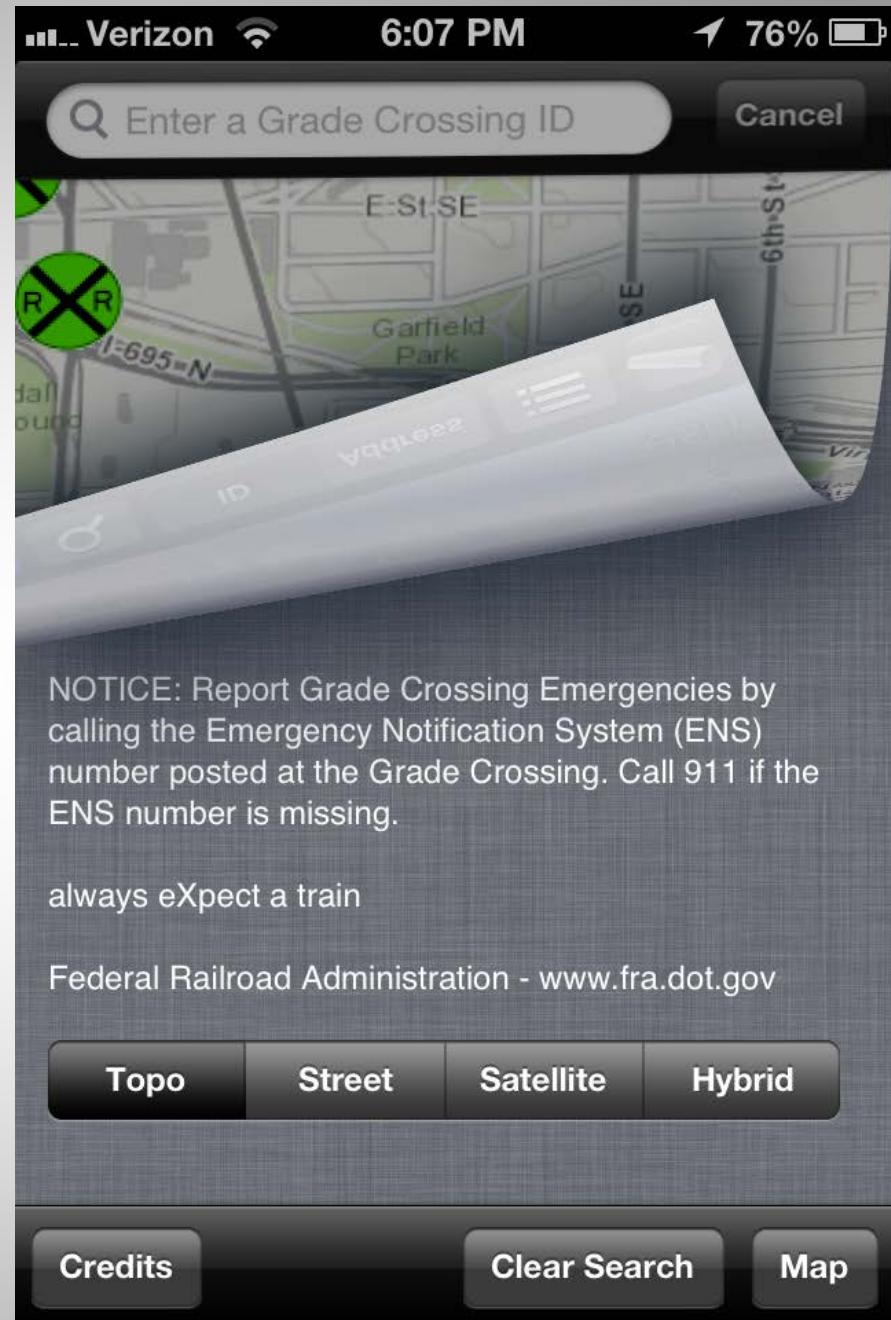 Verizon 6:07 PM 76%
Enter a Grade Crossing ID Cancel
E St SE
6th St
R R
SE
Garfield
Park
I-695-N
Address
ID
NOTICE: Report Grade Crossing Emergencies by
calling the Emergency Notification System (ENS)
number posted at the Grade Crossing. Call 911 if the
ENS number is missing.
always eXpect a train
Federal Railroad Administration - www.fra.dot.gov
Topo Street Satellite Hybrid
Credits Clear Search Map